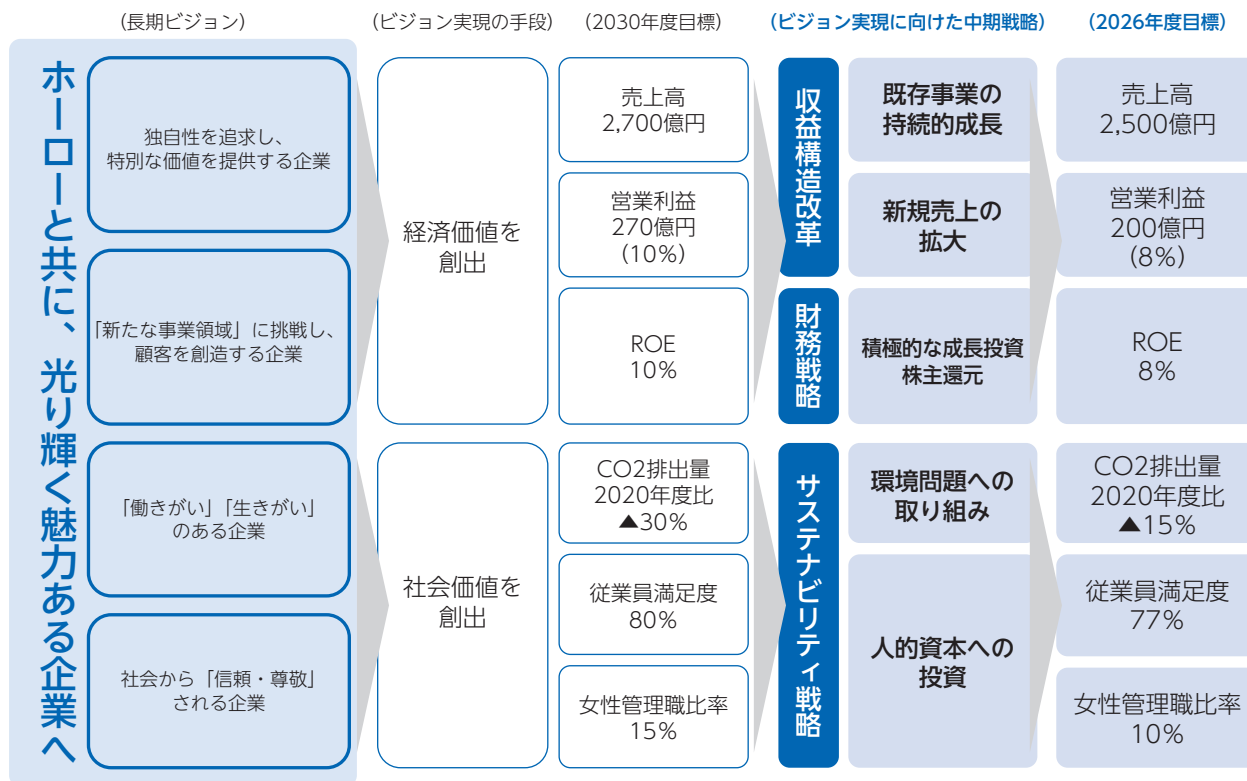 (長期ビジョン)
(ビジョン実現の手段)
(2030年度目標)
(ビジョン実現に向けた中期戦略)
(2026年度目標)
ホーローと共に、光り輝く魅力ある企業へ
独自性を追求し、
特別な価値を提供する企業
「新たな事業領域」に挑戦し、
顧客を創造する企業
「働きがい」「生きがい」
のある企業
社会から「信頼・尊敬」
される企業
経済価値を
創出
社会価値を
創出
売上高
2,700億円
営業利益
270億円
(10%)
ROE
10%
CO2排出量
2020年度比
▲30%
従業員満足度
80%
女性管理職比率
15%
収益構造改革
財務戦略
サステナビリティ戦略
既存事業の
持続的成長
新規売上の
拡大
積極的な成長投資
株主還元
環境問題への
取り組み
人的資本への
投資
売上高
2,500億円
営業利益
200億円
(8%)
ROE
8%
CO2排出量
2020年度比
▲15%
従業員満足度
77%
女性管理職比率
10%